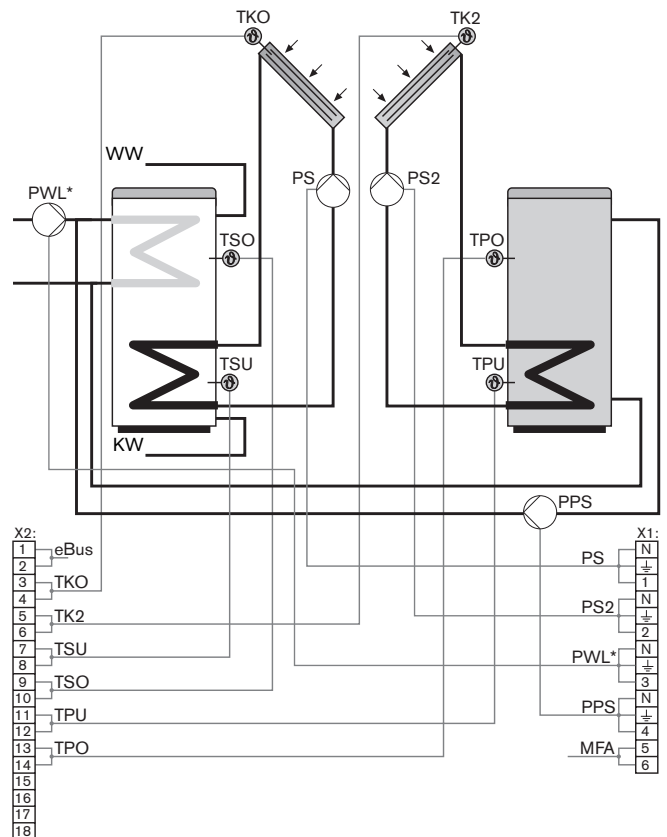 TKO
TK2
WW
PWL*
PS
PS2
TSO
TPO
TSU
TPU
KW
PPS
X2:
1
eBus
2
3
TKO
4
5
TK2
6
7
TSU
8
9
TSO
10
11
TPU
12
13
TPO
14
15
16
17
18
X1:
N
PS
1
N
PS2
2
N
PWL*
3
N
PPS
4
MFA
5
6